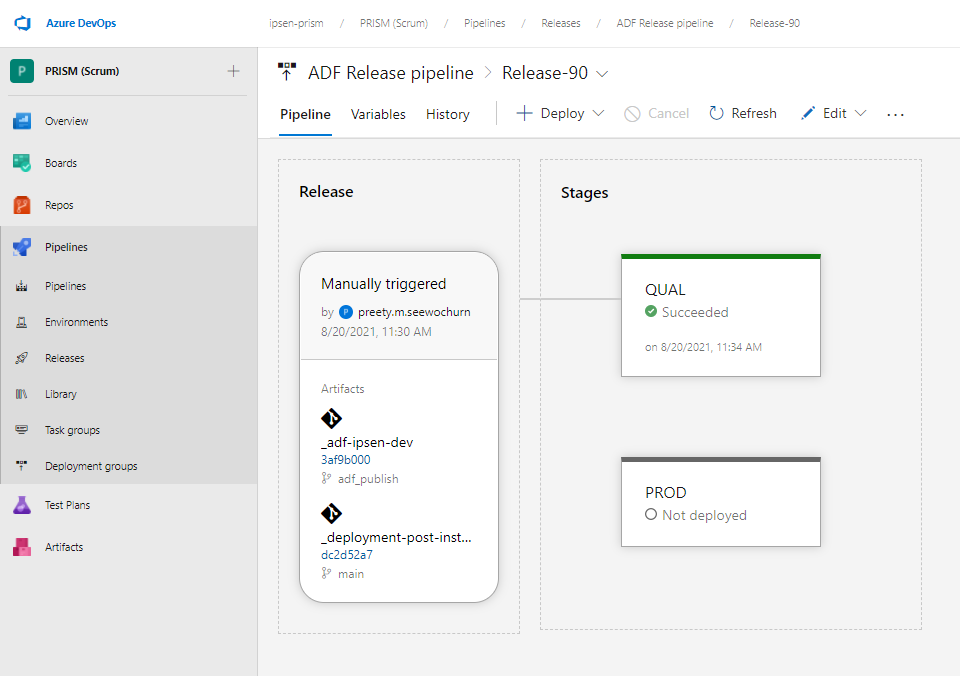 Azure DevOps
ipsen-prism / PRISM (Scrum) / Pipelines / Releases / ADF Release pipeline / Release-90
P PRISM (Scrum) +
Overview
Boards
Repos
Pipelines
Pipelines
Environments
Releases
Library
Task groups
Deployment groups
Test Plans
Artifacts
ADF Release pipeline > Release-90
Pipeline Variables History Deploy Cancel Refresh Edit ...
Release
Manually triggered
by P preety.m.seewochurn
8/20/2021, 11:30 AM
Artifacts
_adf-ipsen-dev
3af9b000
adf_publish
_deployment-post-inst...
dc2d52a7
main
Stages
QUAL
Succeeded
on 8/20/2021, 11:34 AM
PROD
Not deployed